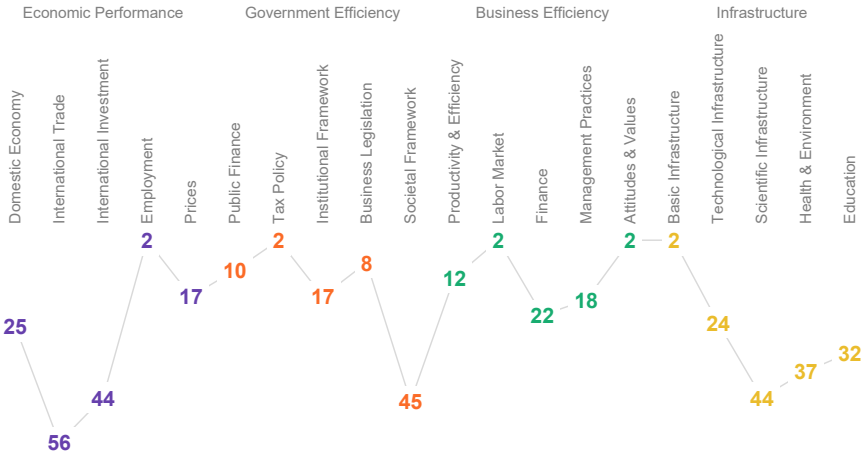 Economic Performance
Government Efficiency
Business Efficiency
Infrastructure
Domestic Economy
International Trade
International Investment
Employment
Prices
Public Finance
Tax Policy
Institutional Framework
Business Legislation
Societal Framework
Productivity & Efficiency
Labor Market
Finance
Management Practices
Attitudes & Values
Basic Infrastructure
Technological Infrastructure
Scientific Infrastructure
Health & Environment
Education
25
56
44
2
17
10
2
17
8
45
12
2
22
18
2
2
24
44
37
32